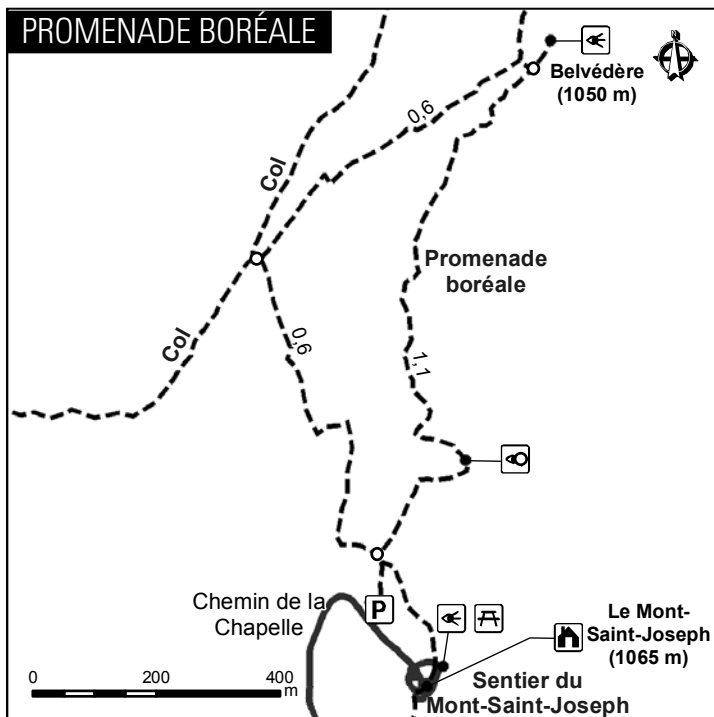 PROMENADE BORÉALE
Belvédère
(1050 m)
0,6
Col
Promenade
boréale
Col
0,6
1,1
Chemin de la
Chapelle
P
Le Mont-
Saint-Joseph
(1065 m)
Sentier du
Mont-Saint-Joseph
0 200 400
m